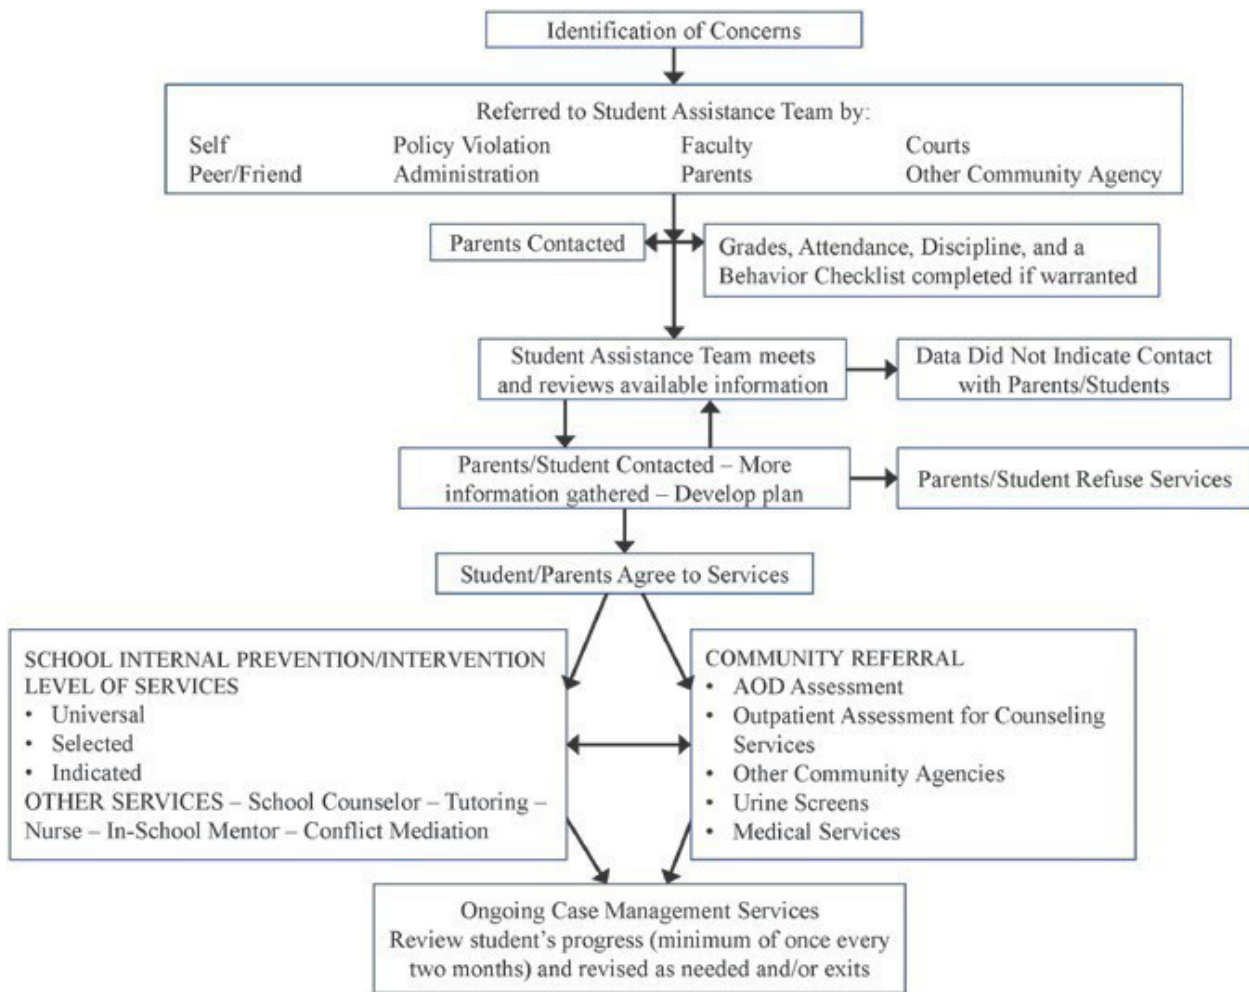 Identification of Concerns
Referred to Student Assistance Team by:
Self Policy Violation Faculty Courts
Peer/Friend Administration Parents Other Community Agency
Parents Contacted
Grades, Attendance, Discipline, and a
Behavior Checklist completed if warranted
Student Assistance Team meets
and reviews available information
Data Did Not Indicate Contact
with Parents/Students
Parents/Student Contacted – More
information gathered – Develop plan
Parents/Student Refuse Services
Student/Parents Agree to Services
SCHOOL INTERNAL PREVENTION/INTERVENTION
LEVEL OF SERVICES
• Universal
• Selected
• Indicated
OTHER SERVICES – School Counselor – Tutoring –
Nurse – In-School Mentor – Conflict Mediation
COMMUNITY REFERRAL
• AOD Assessment
• Outpatient Assessment for Counseling
Services
• Other Community Agencies
• Urine Screens
• Medical Services
Ongoing Case Management Services
Review student’s progress (minimum of once every
two months) and revised as needed and/or exits